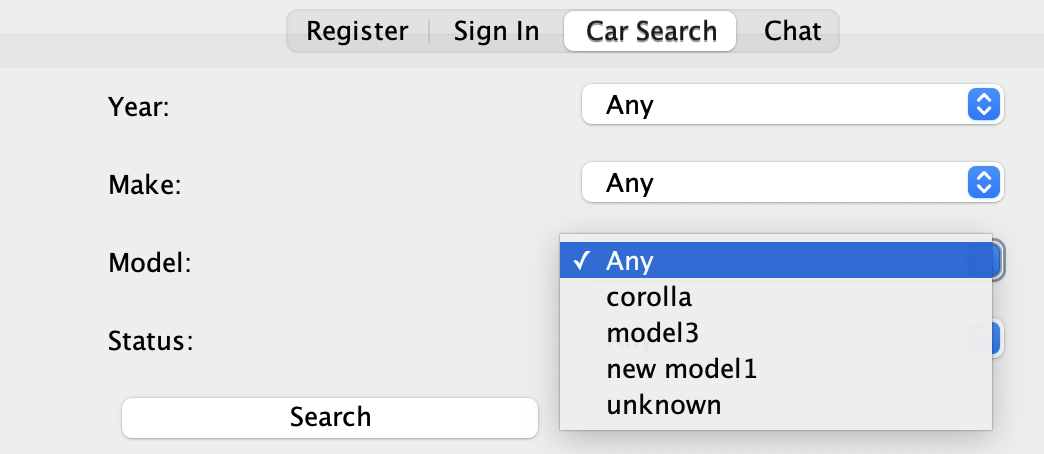 Register Sign In Car Search Chat
Year: Any
Make: Any
Model: ✓ Any
corolla
model3
Status: new model1
unknown
Search